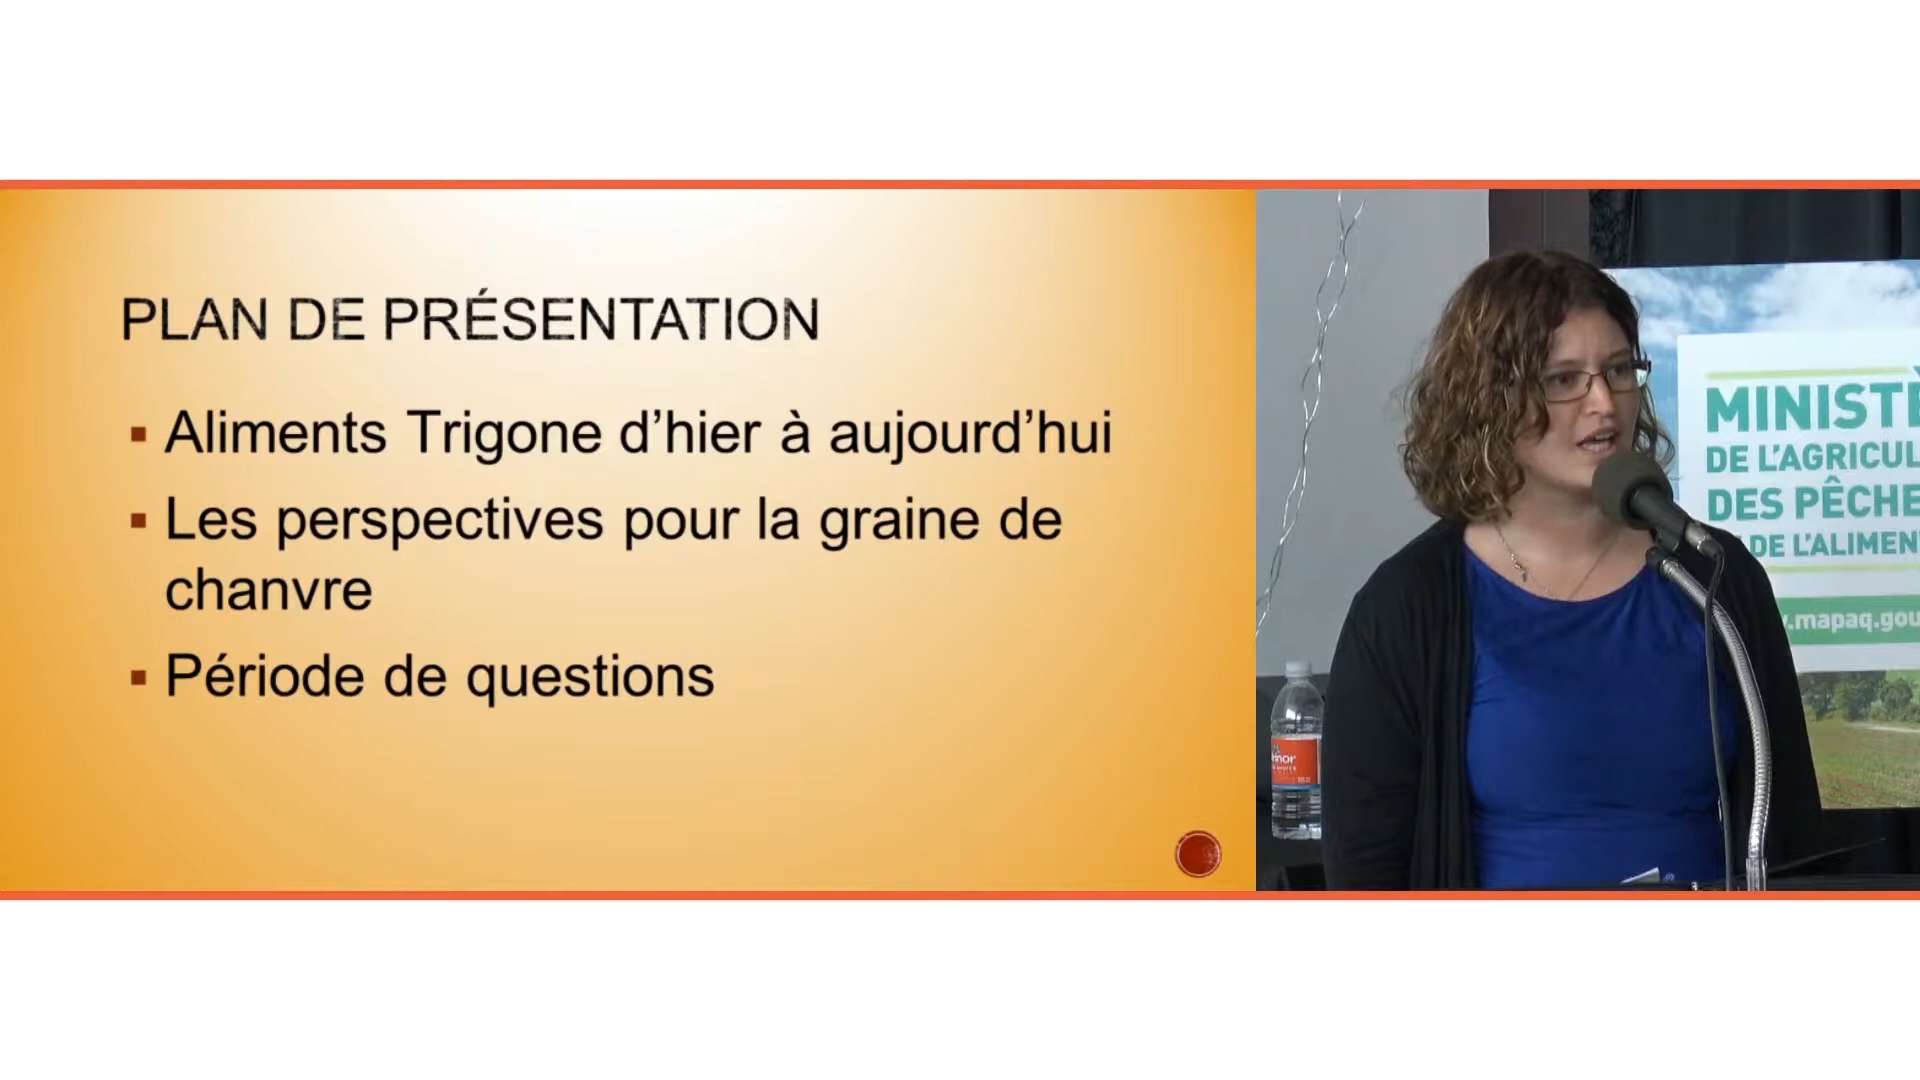 PLAN DE PRÉSENTATION
▪ Aliments Trigone d’hier à aujourd’hui
▪ Les perspectives pour la graine de
chanvre
▪ Période de questions
MINISTÈ
DE L’AGRICUL
DES PÊCHE
DE L’ALIMEN
.mapaq.gou